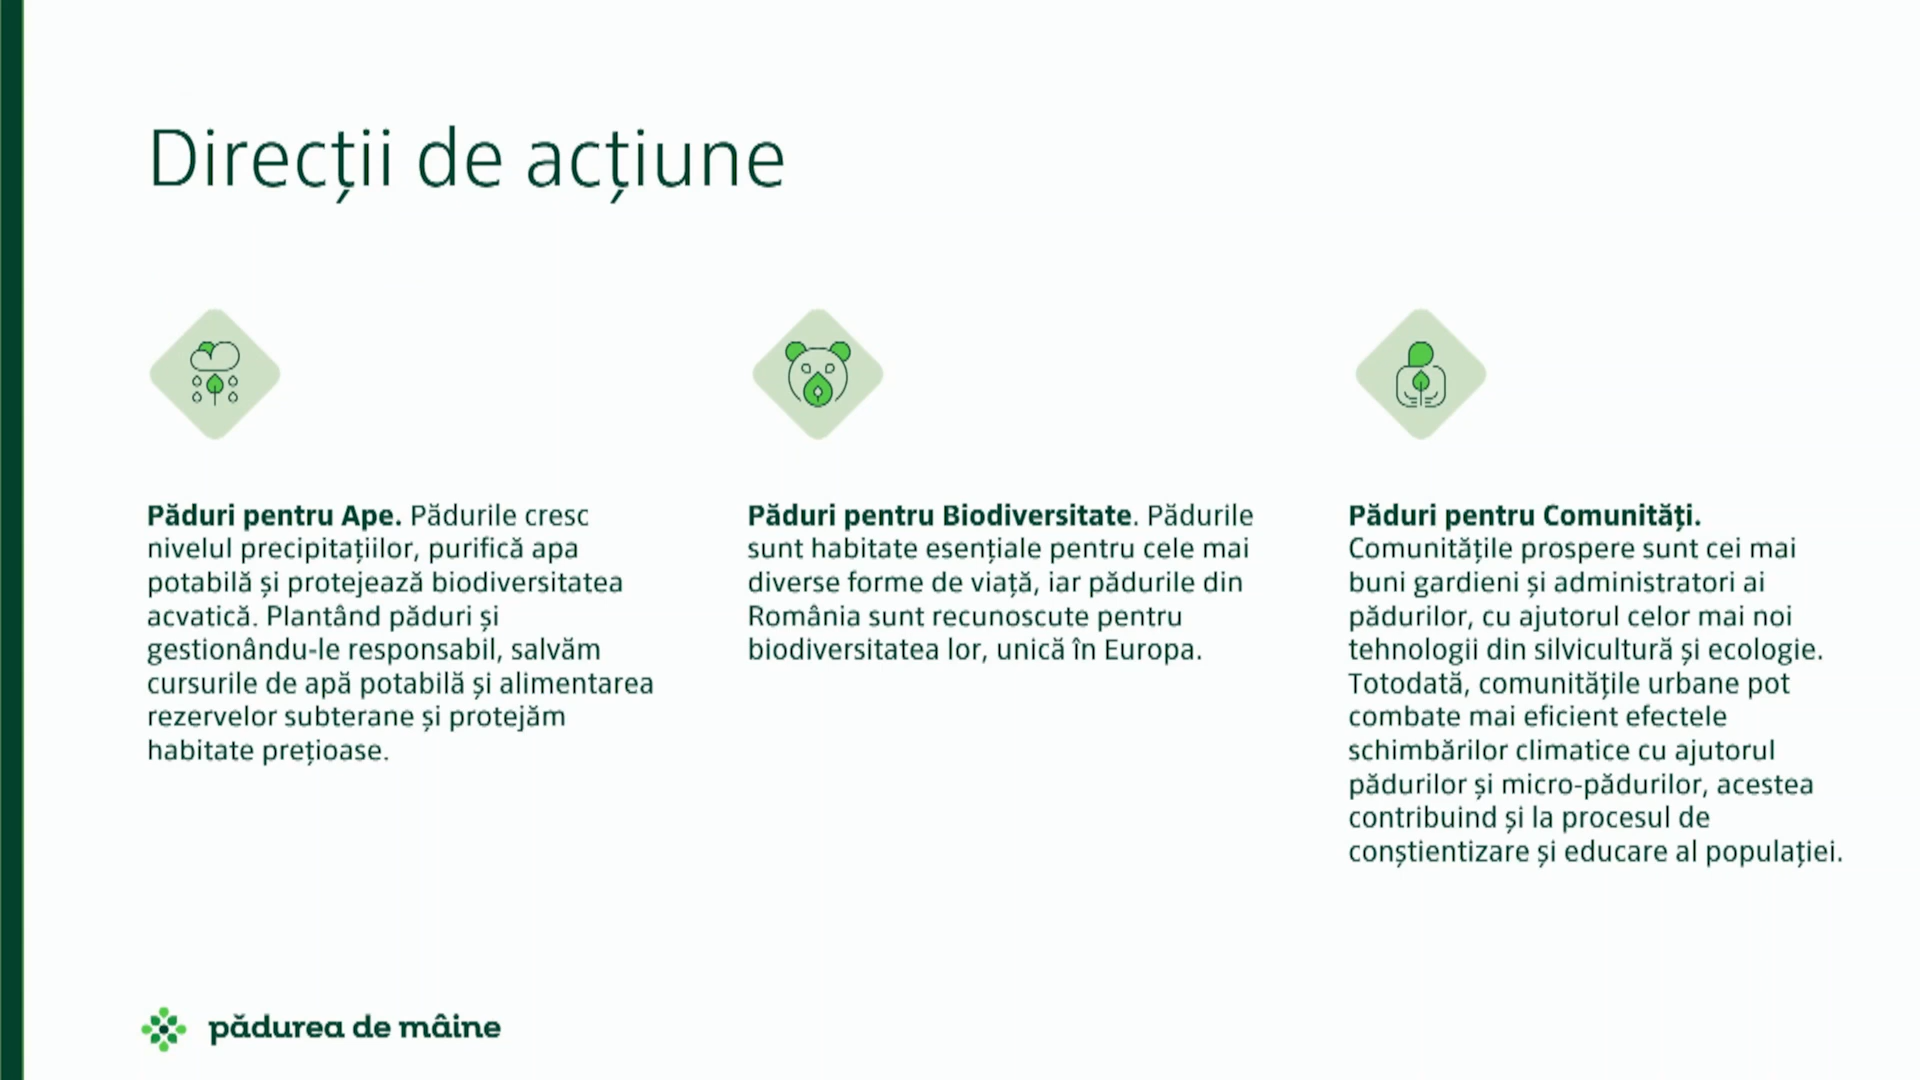 Direcții de acțiune
Păduri pentru Ape. Pădurile cresc
nivelul precipitațiilor, purifică apa
potabilă și protejează biodiversitatea
acvatică. Plantând păduri și
gestionându-le responsabil, salvăm
cursurile de apă potabilă și alimentarea
rezervelor subterane și protejăm
habitate prețioase.
Păduri pentru Biodiversitate. Pădurile
sunt habitate esențiale pentru cele mai
diverse forme de viață, iar pădurile din
România sunt recunoscute pentru
biodiversitatea lor, unică în Europa.
Păduri pentru Comunități.
Comunitățile prospere sunt cei mai
buni gardieni și administratori ai
pădurilor, cu ajutorul celor mai noi
tehnologii din silvicultură și ecologie.
Totodată, comunitățile urbane pot
combate mai eficient efectele
schimbărilor climatice cu ajutorul
pădurilor și micro-pădurilor, acestea
contribuind și la procesul de
conștientizare și educare al populației.
pădurea de mâine